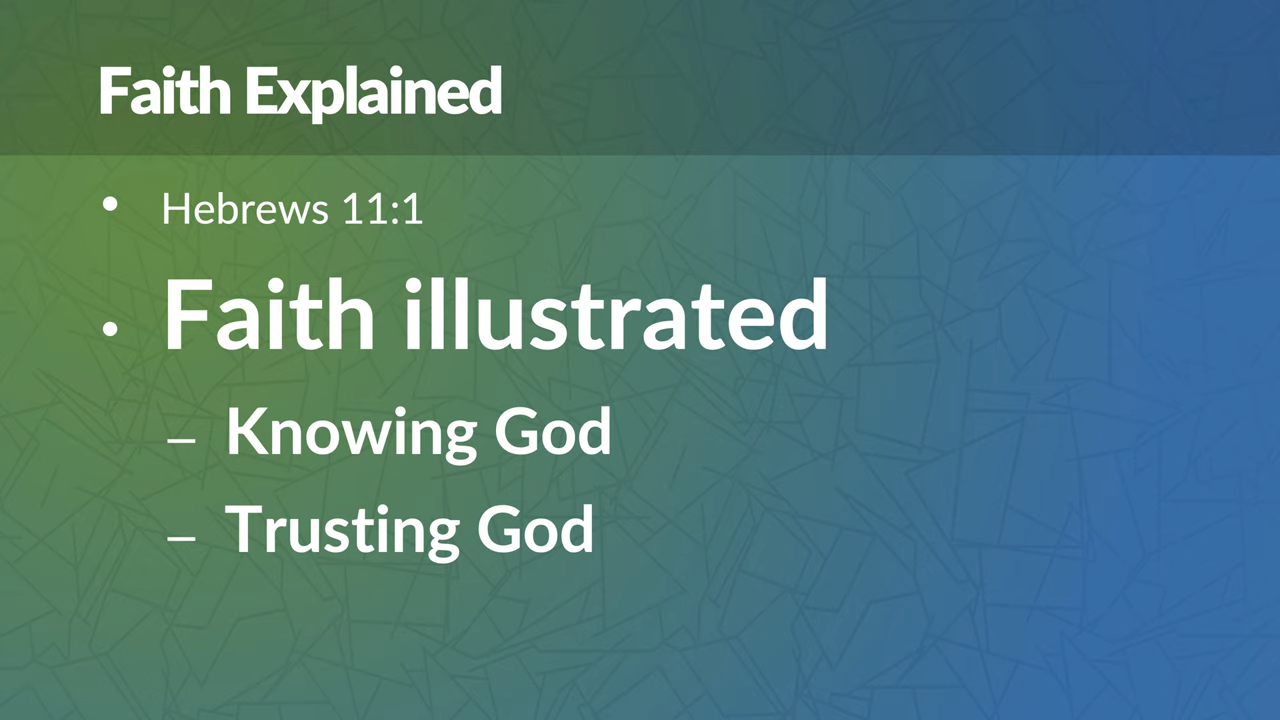 Faith Explained
• Hebrews 11:1
• Faith illustrated
– Knowing God
– Trusting God